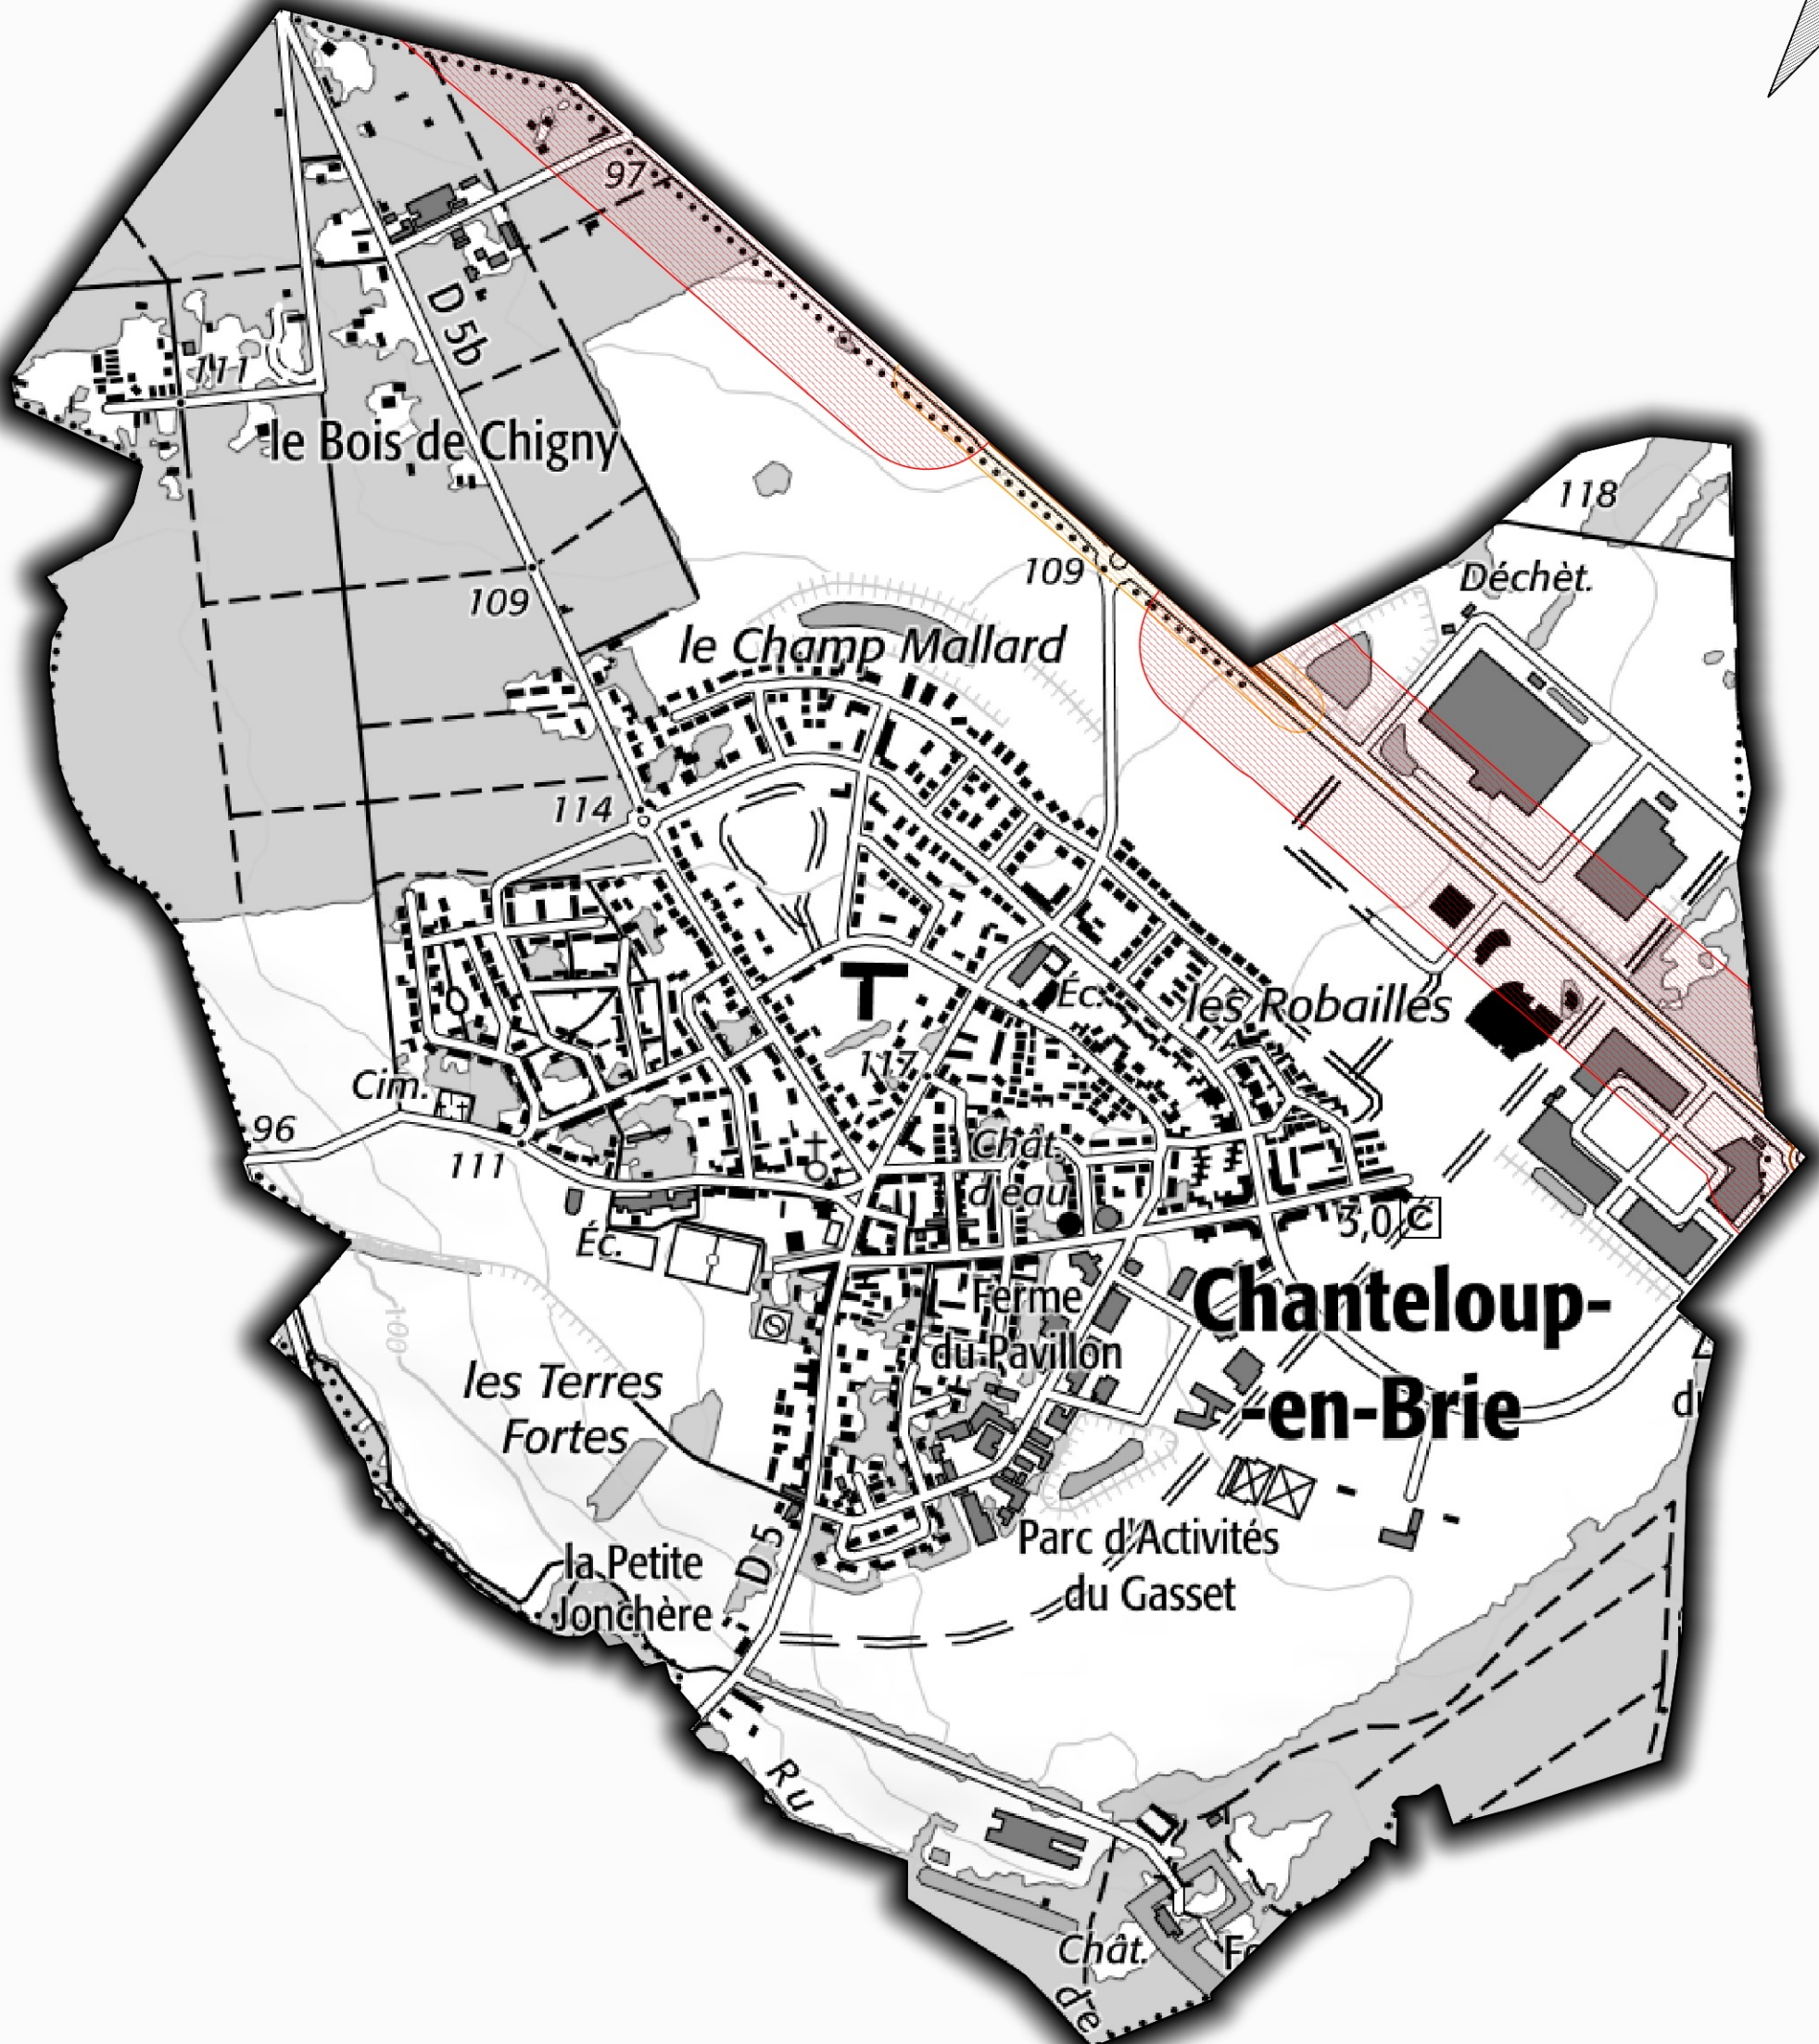 97
D 5b
111
le Bois de Chigny
118
109
Déchèt.
109
le Champ Mallard
114
Éc.
les Robailles
117
Cim.
96
111
Chât.
d'eau
3,0 C
Éc.
Ferme
du Pavillon
Chanteloup-
-en-Brie
100
les Terres
Fortes
Parc d'Activités
du Gasset
D 5
la Petite
Jonchère
Ru
Chât.
de